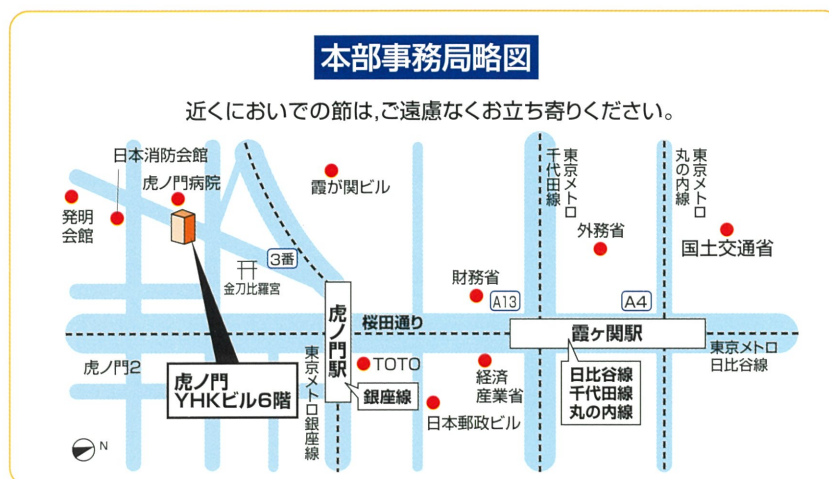 本部事務局略図
近くにおいでの節は,ご遠慮なくお立ち寄りください。
日本消防会館
虎ノ門病院
発明
会館
霞が関ビル
東京メトロ
千代田線
東京メトロ
丸の内線
外務省
国土交通省
3番
金刀比羅宮
財務省
A13
A4
虎ノ門駅
桜田通り
霞ヶ関駅
東京メトロ
日比谷線
虎ノ門2
虎ノ門
YHKビル6階
東京メトロ銀座線
TOTO
銀座線
経済
産業省
日本郵政ビル
日比谷線
千代田線
丸の内線
N